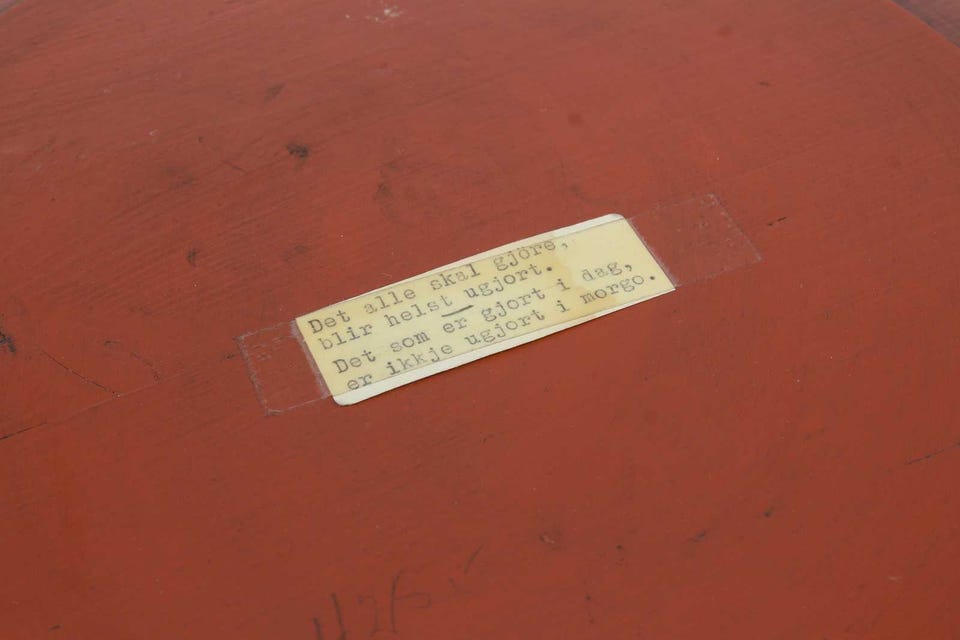 Det alle skal gjöre,
blir helst ugjort.
Det som er gjort i dag,
er ikkje ugjort i morgo.